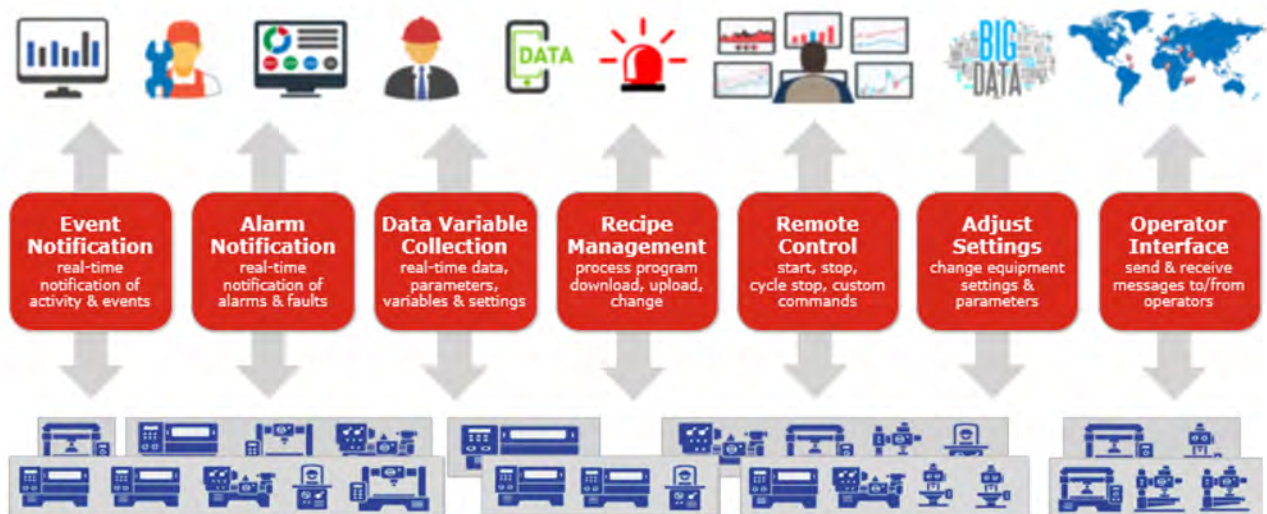 DATA
BIG
DATA
Event
Notification
real-time
notification of
activity & events
Alarm
Notification
real-time
notification of
alarms & faults
Data Variable
Collection
real-time data,
parameters,
variables & settings
Recipe
Management
process program
download, upload,
change
Remote
Control
start, stop,
cycle stop, custom
commands
Adjust
Settings
change equipment
settings &
parameters
Operator
Interface
send & receive
messages to/from
operators